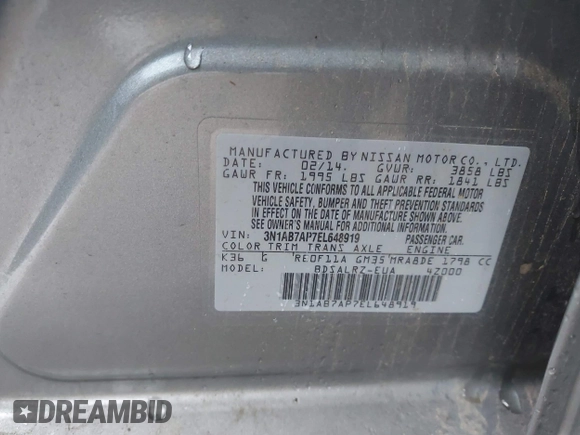 MANUFACTURED BY NISSAN MOTOR CO., LTD.
DATE: 02/14. GVUR: 3858 LBS
GAWR FR: 1995 LBS GAWR RR: 1841 LBS
THIS VEHICLE CONFORMS TO ALL APPLICABLE FEDERAL MOTOR
VEHICLE SAFETY, BUMPER AND THEFT PREVENTION STANDARDS
IN EFFECT ON THE DATE OF MANUFACTURE SHOWN ABOVE. SEE
OWNER'S MANUAL FOR ADDITIONAL INFORMATION.
VIN: 3N1AB7AP7EL648919 PASSENGER CAR
COLOR TRIM TRANS AXLE ENGINE
K36 G RE0F11A GM35 MRA8DE 1798 CC
BDSALRZ-EUA 4Z000
3N1AB7AP7EL648919
DREAMBID